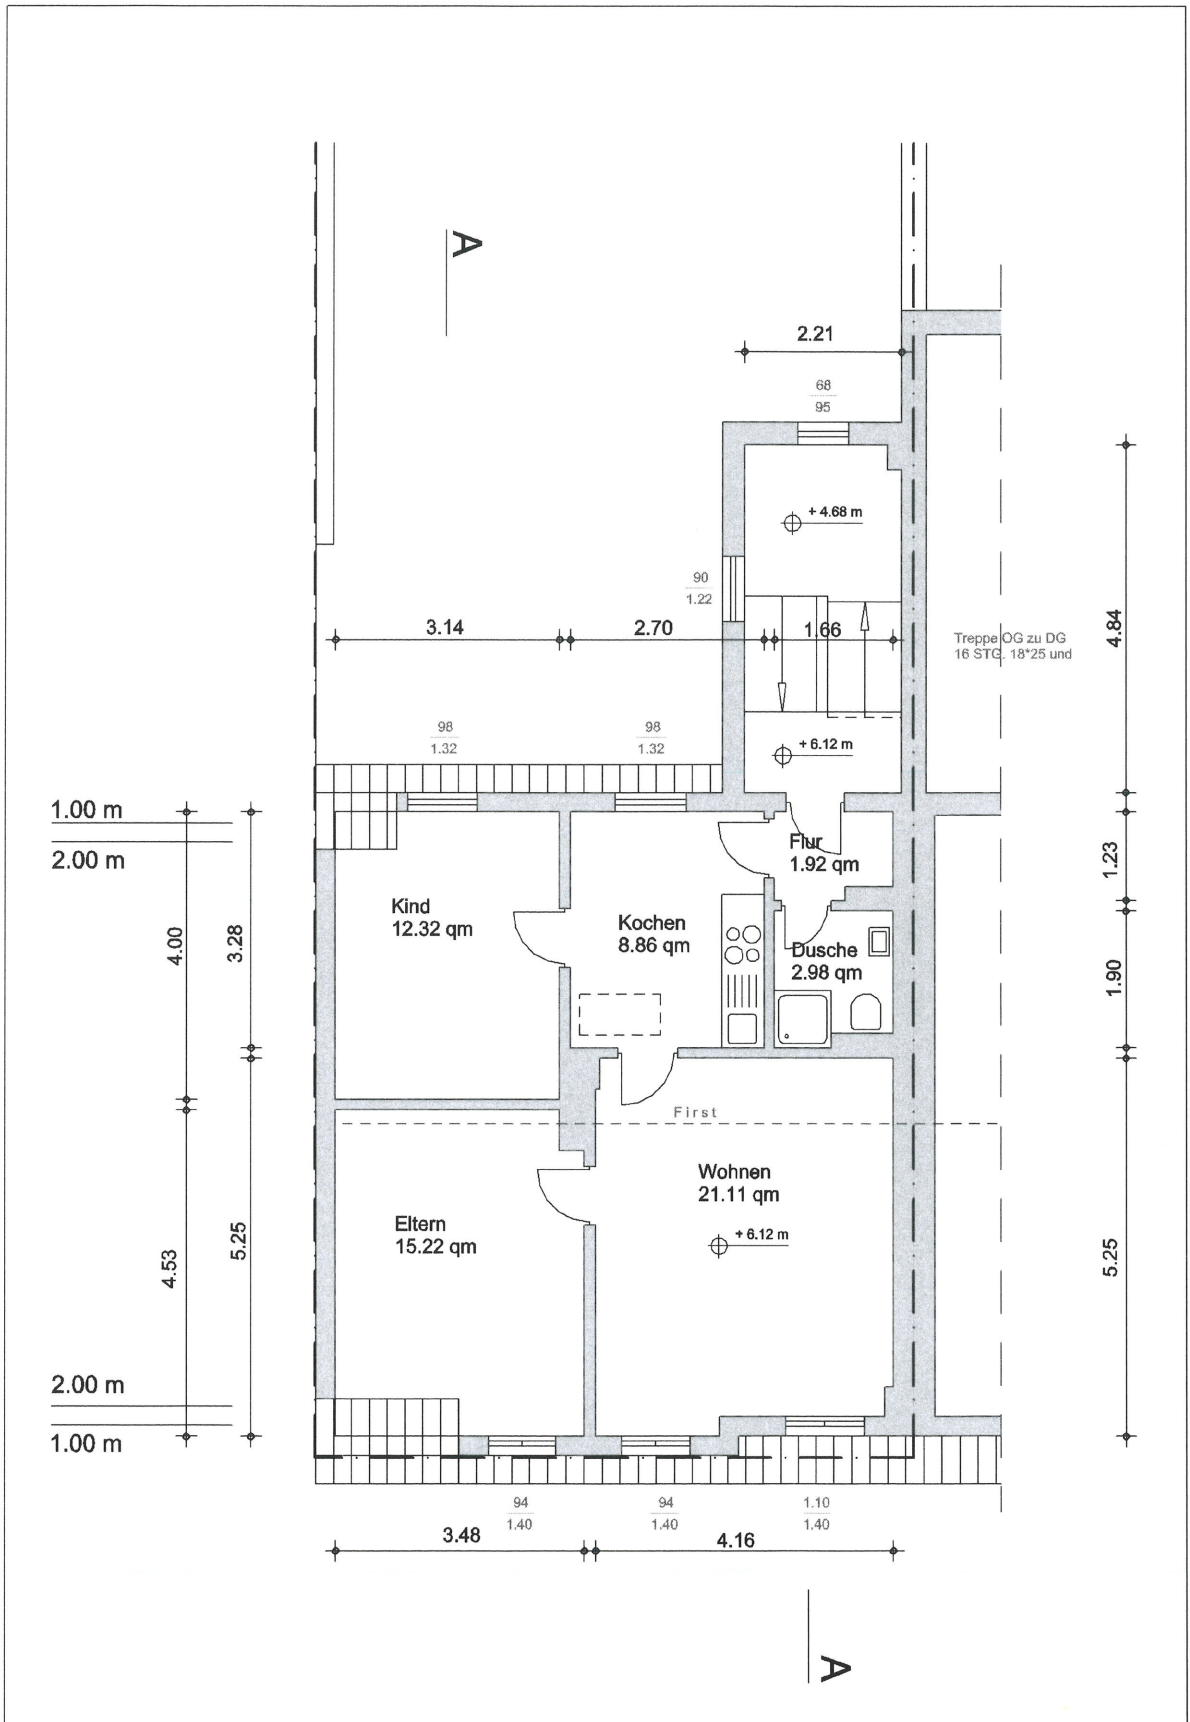 A
2.21
68
95
+ 4.68 m
90
1.22
3.14
2.70
1.66
4.84
Treppe OG zu DG
16 STG. 18*25 und
98
1.32
98
1.32
+ 6.12 m
1.00 m
2.00 m
Flur
1.92 qm
1.23
Kind
12.32 qm
Kochen
8.86 qm
4.00
3.28
Dusche
2.98 qm
1.90
First
Wohnen
21.11 qm
+ 6.12 m
Eltern
15.22 qm
4.53
5.25
5.25
2.00 m
1.00 m
94
1.40
94
1.40
1.10
1.40
3.48
4.16
A